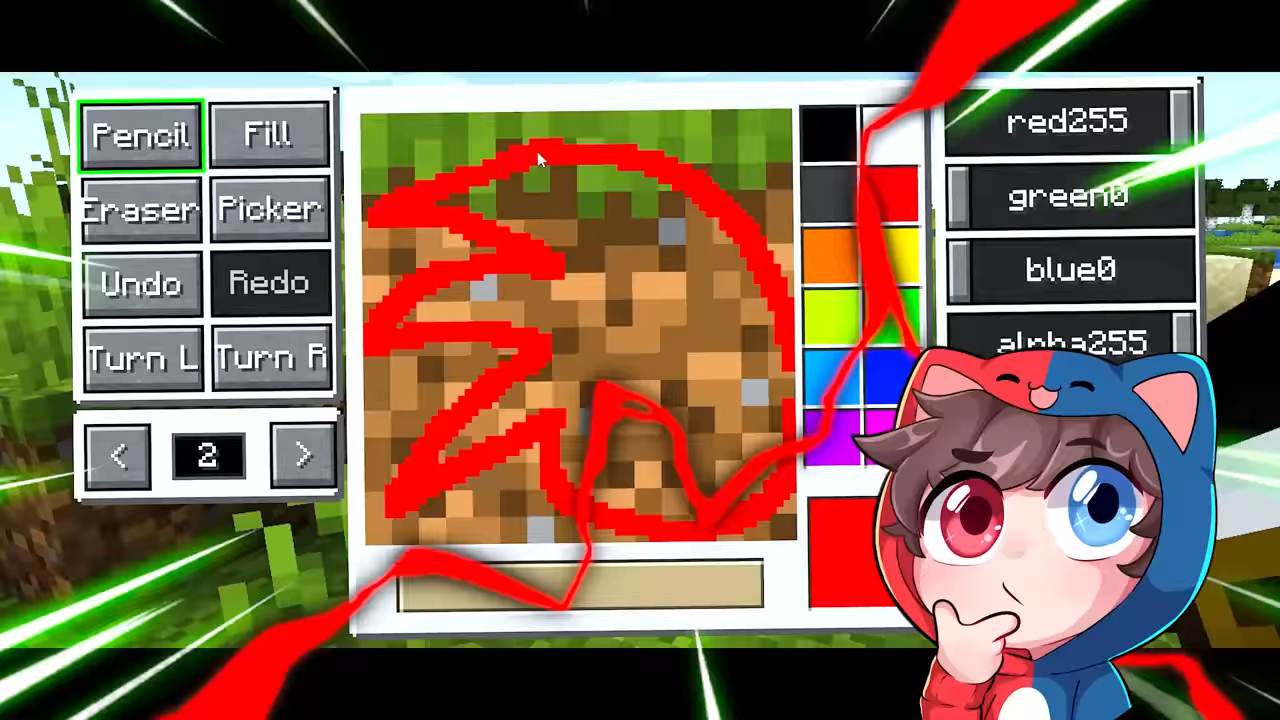 Pencil Fill
Eraser Picker
Undo Redo
Turn L Turn R
< 2 >
red255
green0
blue0
alpha255